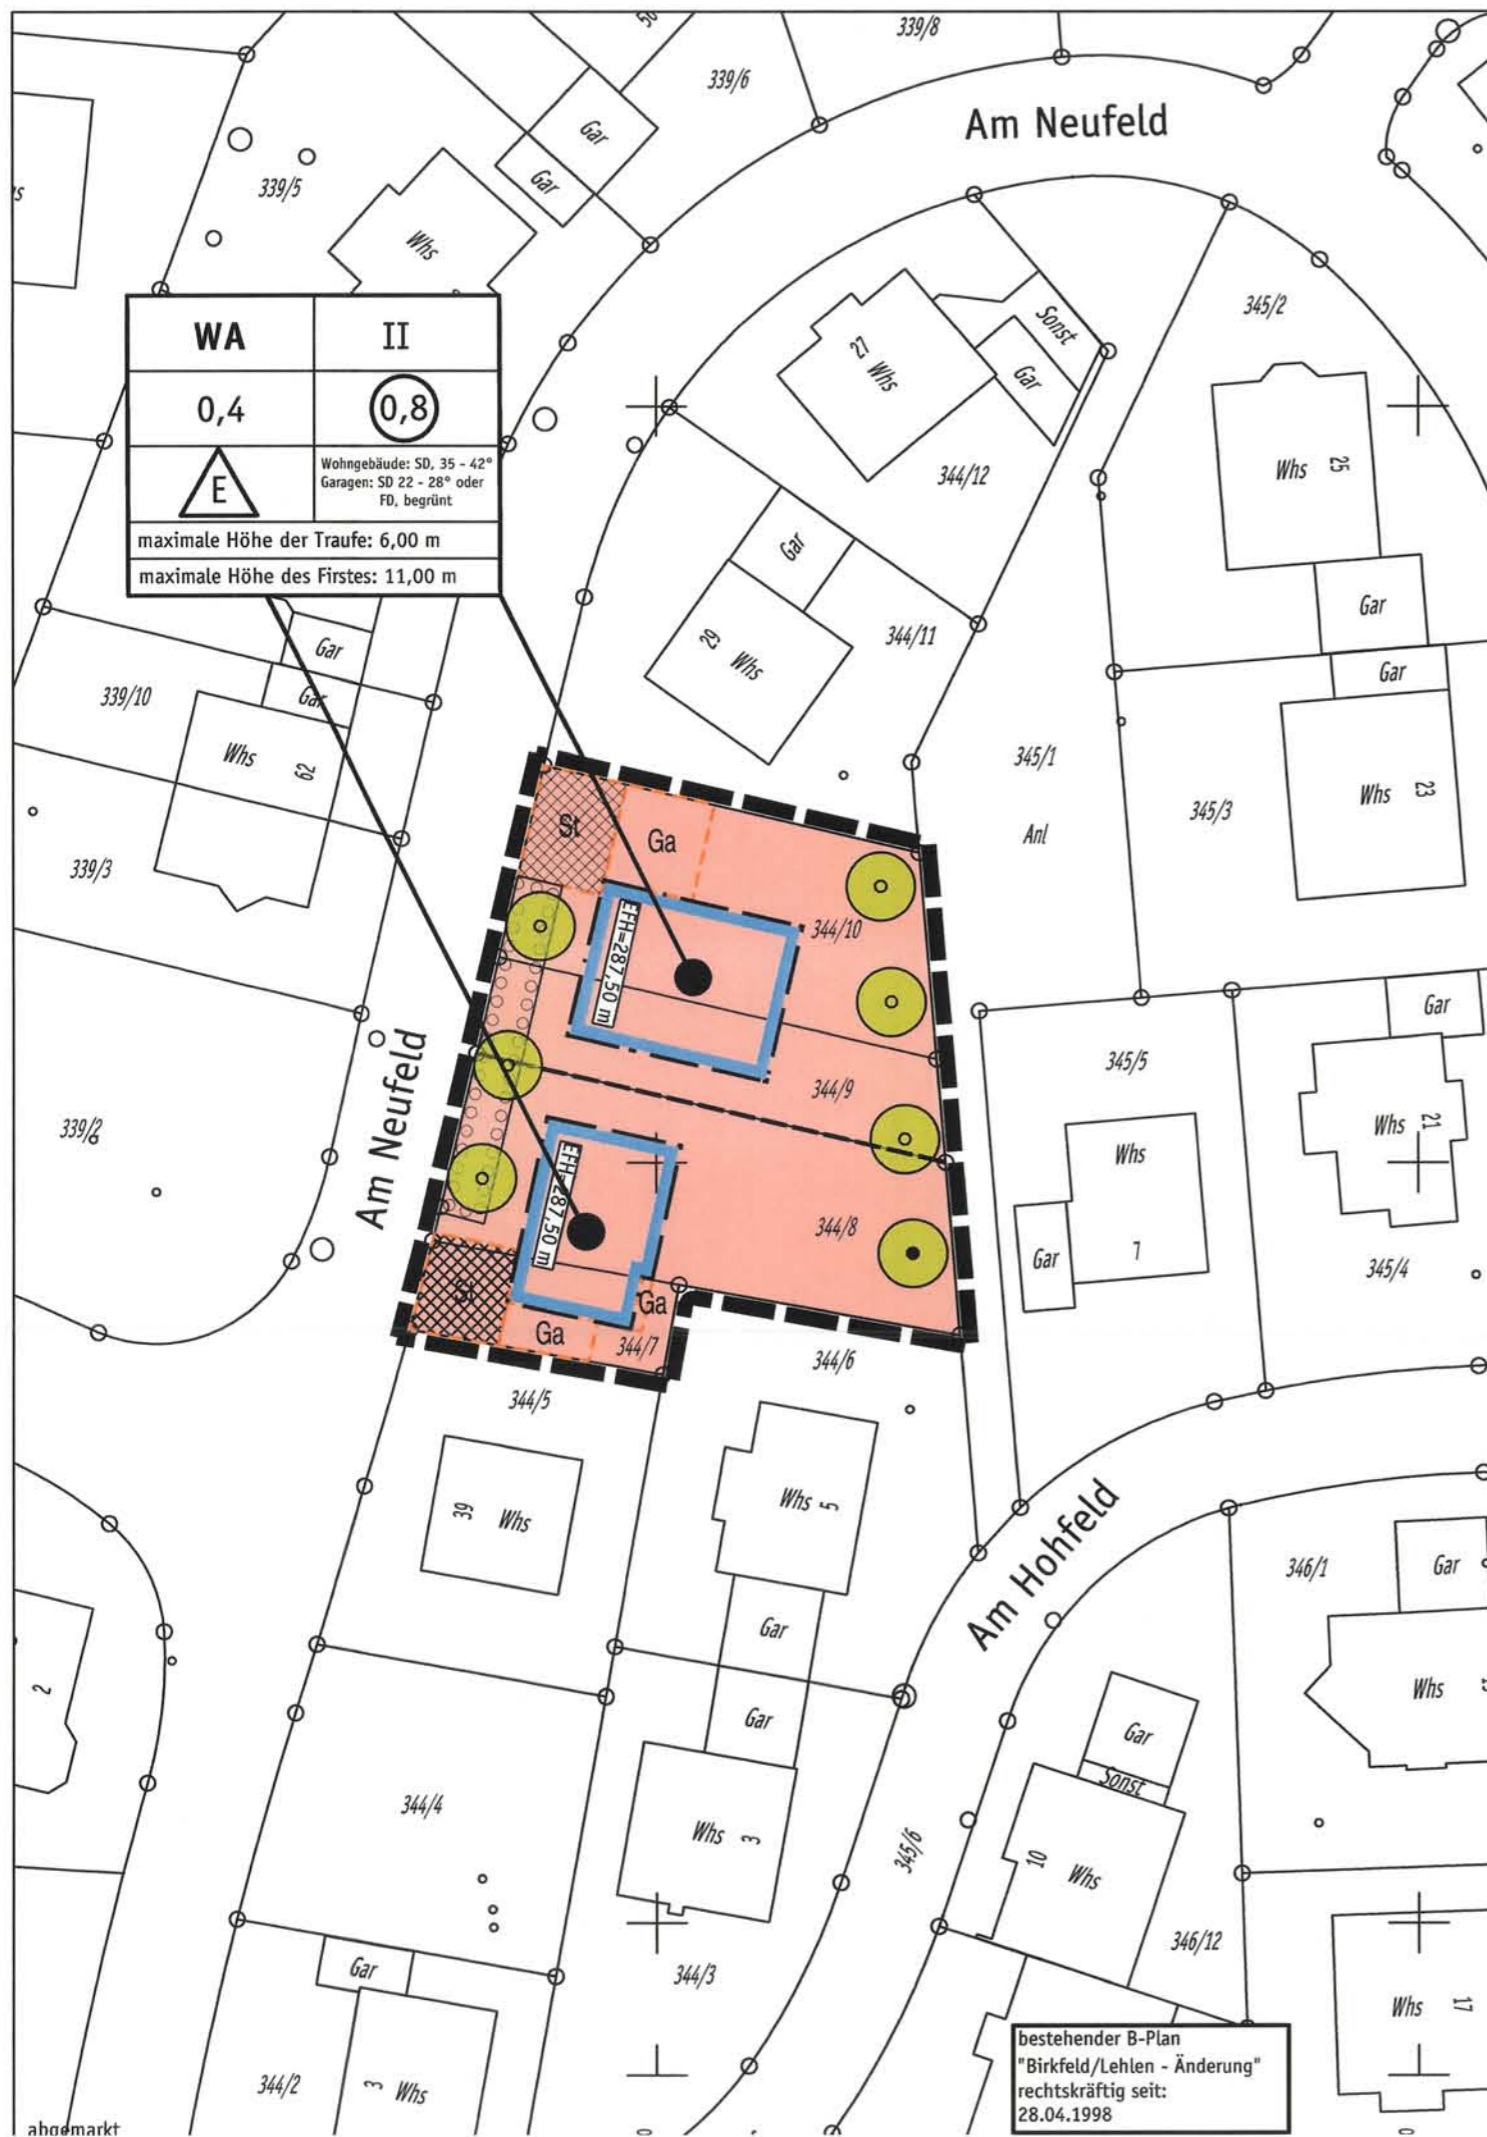 339/8
339/6
Am Neufeld
Gar
Gar
339/5
Whs
WA
II
0,4
0,8
E
Wohngebäude: SD, 35 - 42°
Garagen: SD 22 - 28° oder
FD, begrünt
maximale Höhe der Traufe: 6,00 m
maximale Höhe des Firstes: 11,00 m
345/2
Sonst
27 Whs
Gar
344/12
Whs 25
Gar
Gar
Gar
29 Whs
344/11
Gar
Gar
339/10
Whs 62
345/1
Anl
345/3
Whs 23
339/3
St
Ga
344/10
EFH=287,50 m
344/9
Am Neufeld
339/2
EFH=287,50 m
344/8
St
Ga
Ga
344/7
344/6
345/5
Gar
Whs
7
Gar
Whs 21
345/4
344/5
39 Whs
Whs 5
Gar
Gar
Am Hohfeld
346/1
Gar
Whs
2
344/4
Whs 3
Gar
Sonst
10 Whs
345/6
346/12
344/3
Gar
344/2
3 Whs
Whs 17
bestehender B-Plan
"Birkfeld/Lehlen - Änderung"
rechtskräftig seit:
28.04.1998
abgemarkt